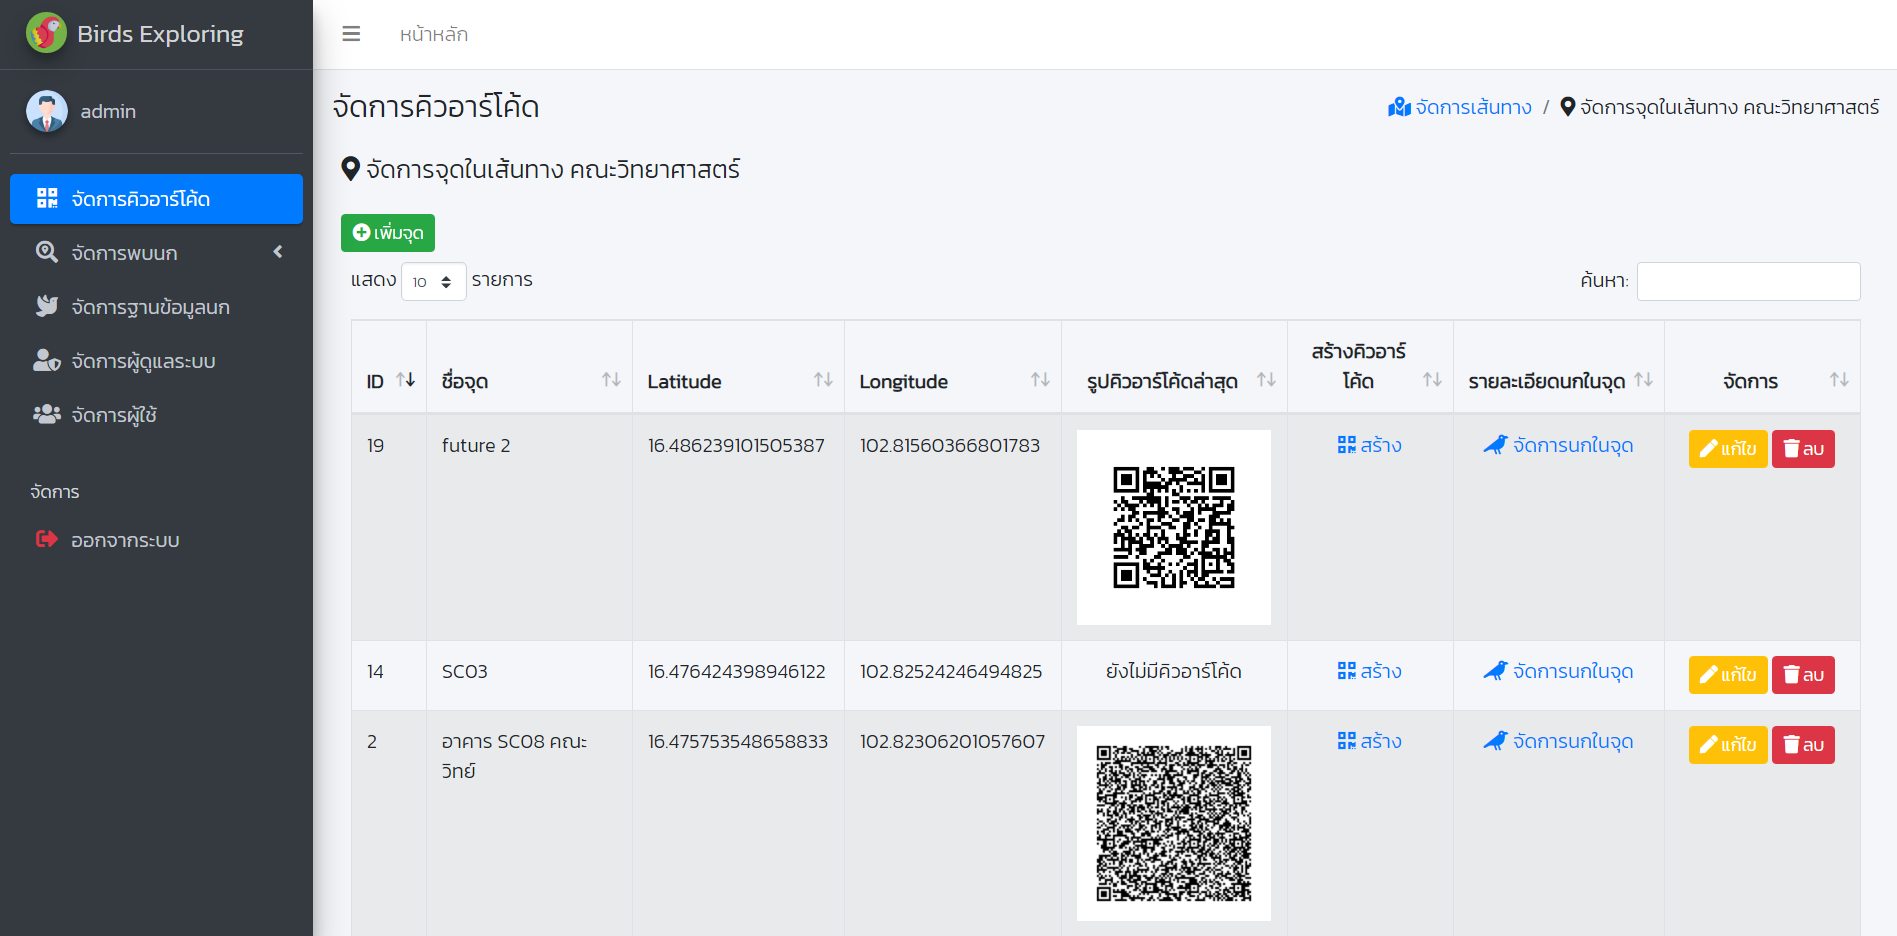 Birds Exploring
หน้าหลัก
admin
จัดการคิวอาร์โค้ด
จัดการพบนก
จัดการฐานข้อมูลนก
จัดการผู้ดูแลระบบ
จัดการผู้ใช้
จัดการ
ออกจากระบบ
จัดการคิวอาร์โค้ด
จัดการเส้นทาง / จัดการจุดในเส้นทาง คณะวิทยาศาสตร์
จัดการจุดในเส้นทาง คณะวิทยาศาสตร์
เพิ่มจุด
แสดง 10 รายการ
ค้นหา:
ID ชื่อจุด Latitude Longitude รูปคิวอาร์โค้ดล่าสุด สร้างคิวอาร์
โค้ด รายละเอียดนกในจุด จัดการ
19 future 2 16.486239101505387 102.81560366801783 สร้าง จัดการนกในจุด แก้ไข ลบ
14 SC03 16.476424398946122 102.82524246494825 ยังไม่มีคิวอาร์โค้ด สร้าง จัดการนกในจุด แก้ไข ลบ
2 อาคาร SC08 คณะ
วิทย์ 16.475753548658833 102.82306201057607 สร้าง จัดการนกในจุด แก้ไข ลบ